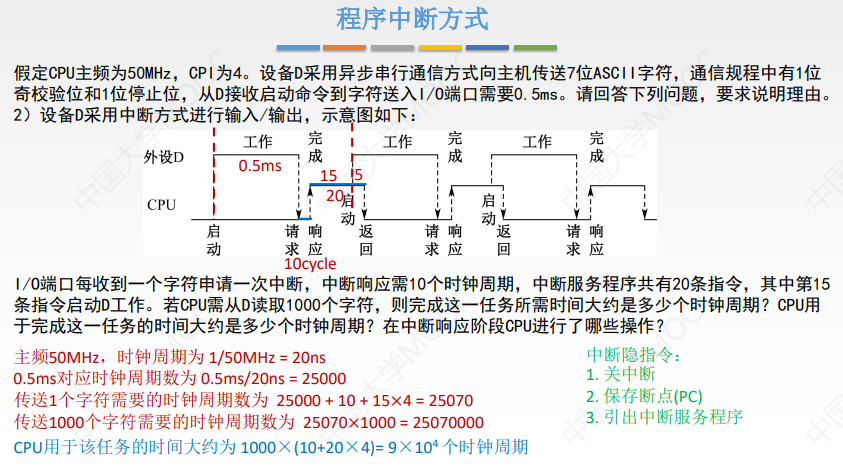 程序中断方式
假定CPU主频为50MHz，CPI为4。设备D采用异步串行通信方式向主机传送7位ASCII字符，通信规程中有1位
奇校验位和1位停止位，从D接收启动命令到字符送入I/O端口需要0.5ms。请回答下列问题，要求说明理由。
2）设备D采用中断方式进行输入/输出，示意图如下：
工作 完成 工作 完成 工作 完成
外设D
0.5ms
15 5
20
CPU
启动 启动
启动 请求 响应 返回 请求 响应 返回 请求 响应
10cycle
I/O端口每收到一个字符申请一次中断，中断响应需10个时钟周期，中断服务程序共有20条指令，其中第15
条指令启动D工作。若CPU需从D读取1000个字符，则完成这一任务所需时间大约是多少个时钟周期？CPU用
于完成这一任务的时间大约是多少个时钟周期？在中断响应阶段CPU进行了哪些操作？
主频50MHz，时钟周期为 1/50MHz = 20ns
0.5ms对应时钟周期数为 0.5ms/20ns = 25000
传送1个字符需要的时钟周期数为 25000 + 10 + 15×4 = 25070
传送1000个字符需要的时钟周期数为 25070×1000 = 25070000
CPU用于该任务的时间大约为 1000×(10+20×4)= 9×10⁴ 个时钟周期
中断隐指令：
1. 关中断
2. 保存断点(PC)
3. 引出中断服务程序
中国大学MOOC